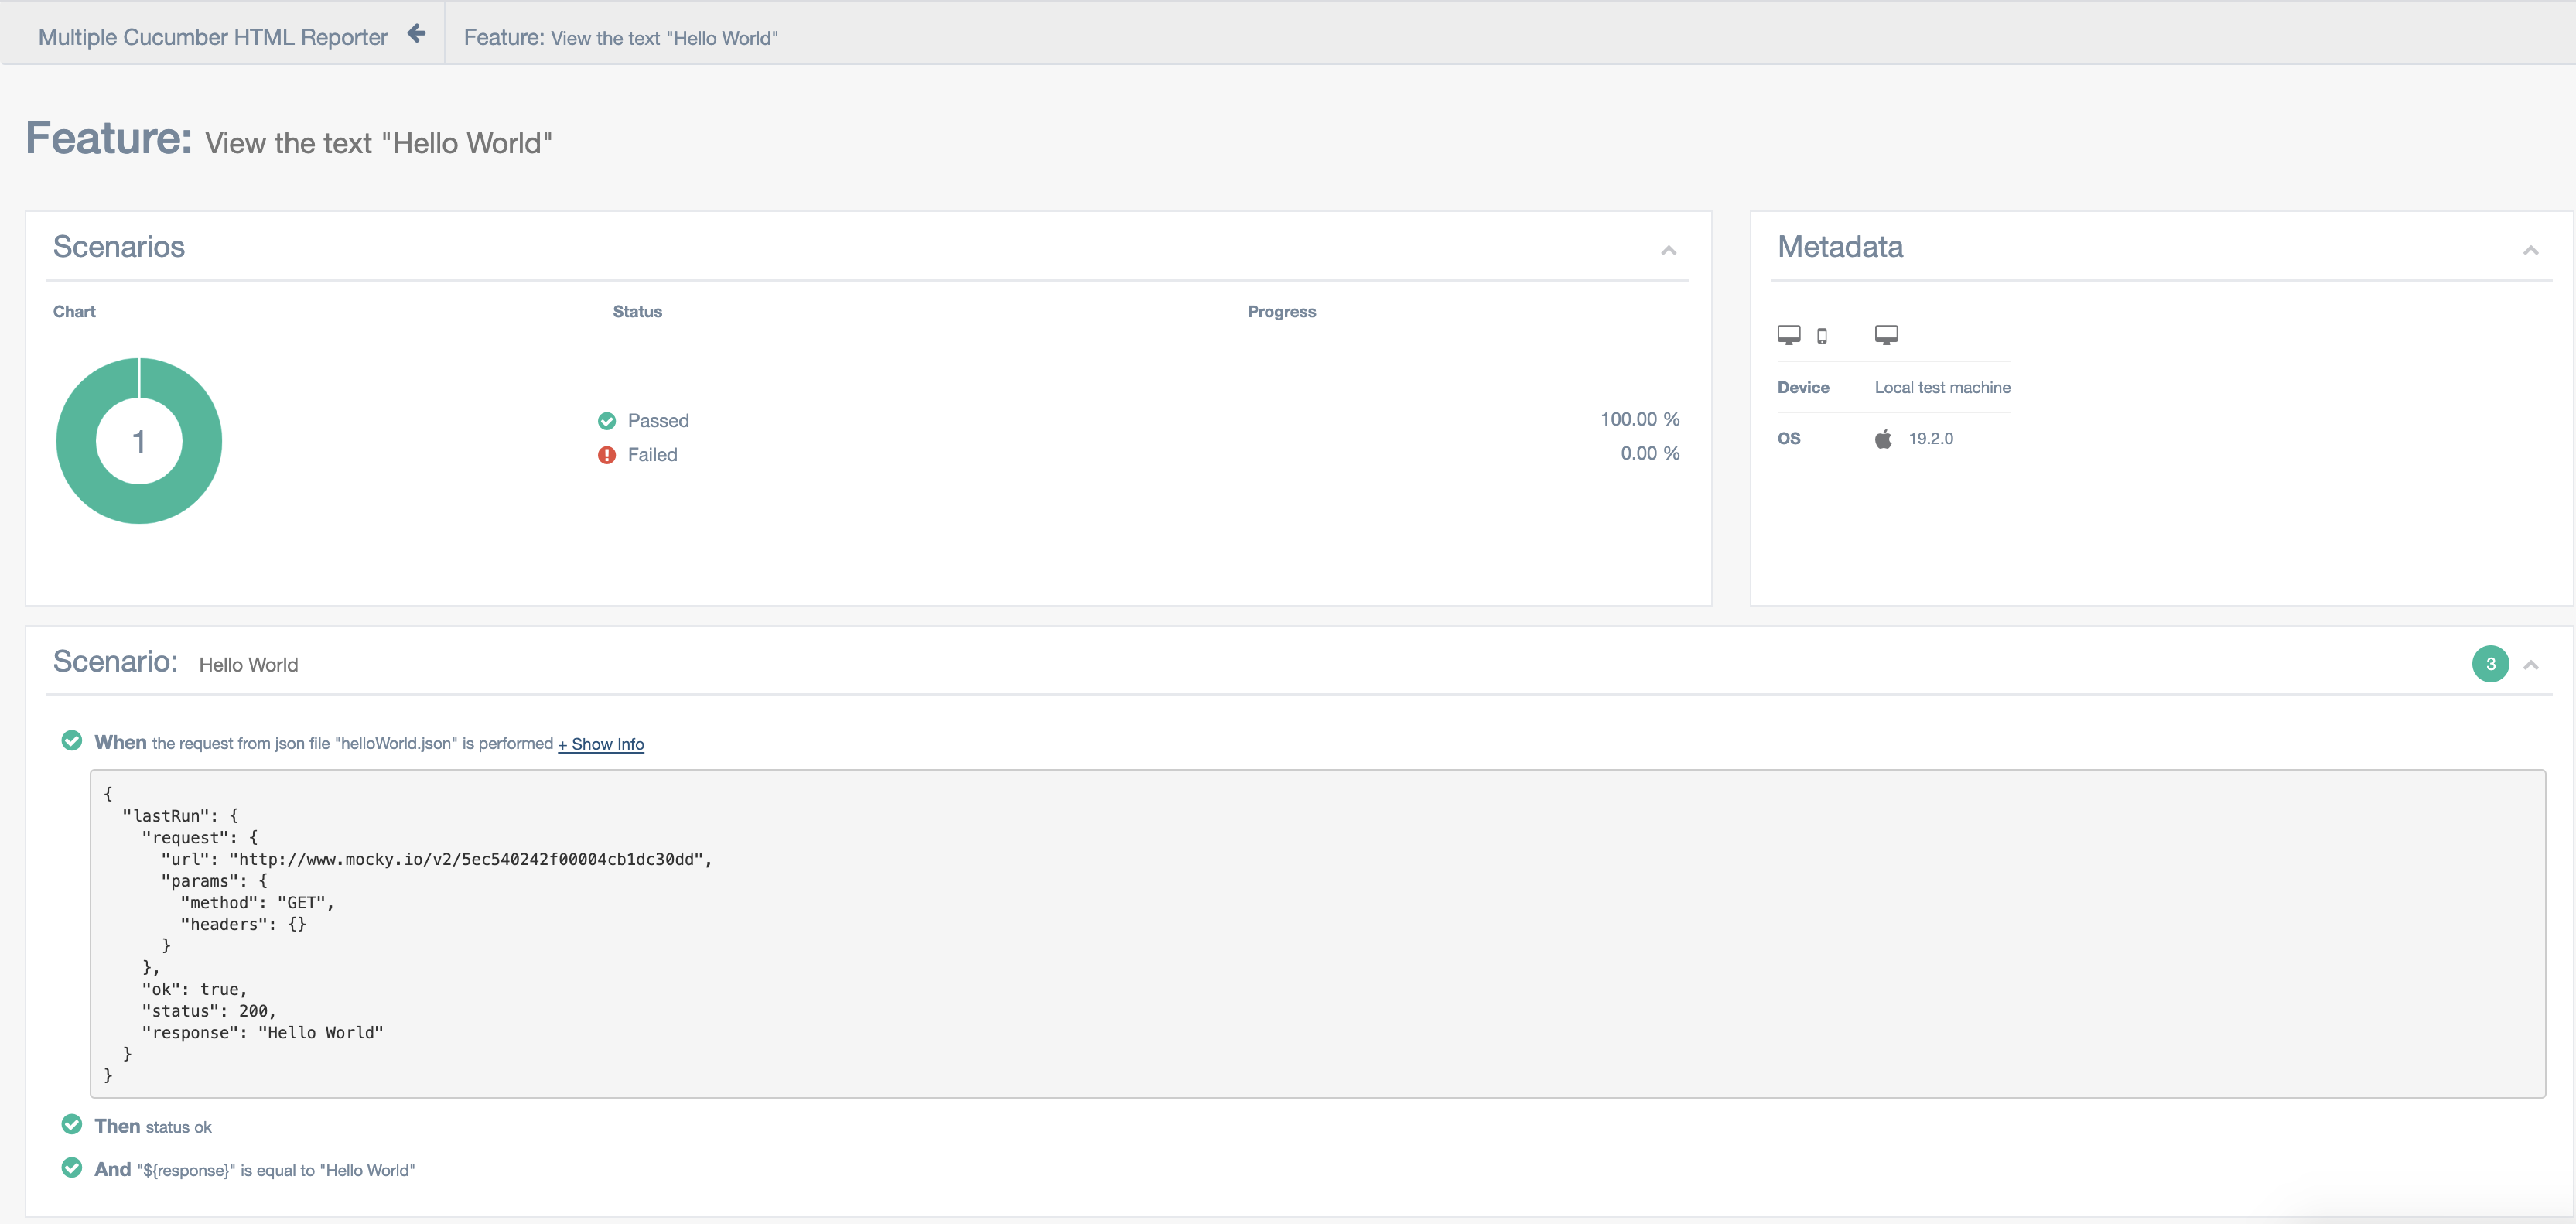 Multiple Cucumber HTML Reporter
Feature: View the text "Hello World"
Feature: View the text "Hello World"
Scenarios
Chart Status Progress
1
Passed 100.00 %
Failed 0.00 %
Metadata
Device Local test machine
OS 19.2.0
Scenario: Hello World
3
When the request from json file "helloWorld.json" is performed + Show Info
{
  "lastRun": {
    "request": {
      "url": "http://www.mocky.io/v2/5ec540242f00004cb1dc30dd",
      "params": {
        "method": "GET",
        "headers": {}
      }
    },
    "ok": true,
    "status": 200,
    "response": "Hello World"
  }
}
Then status ok
And "${response}" is equal to "Hello World"